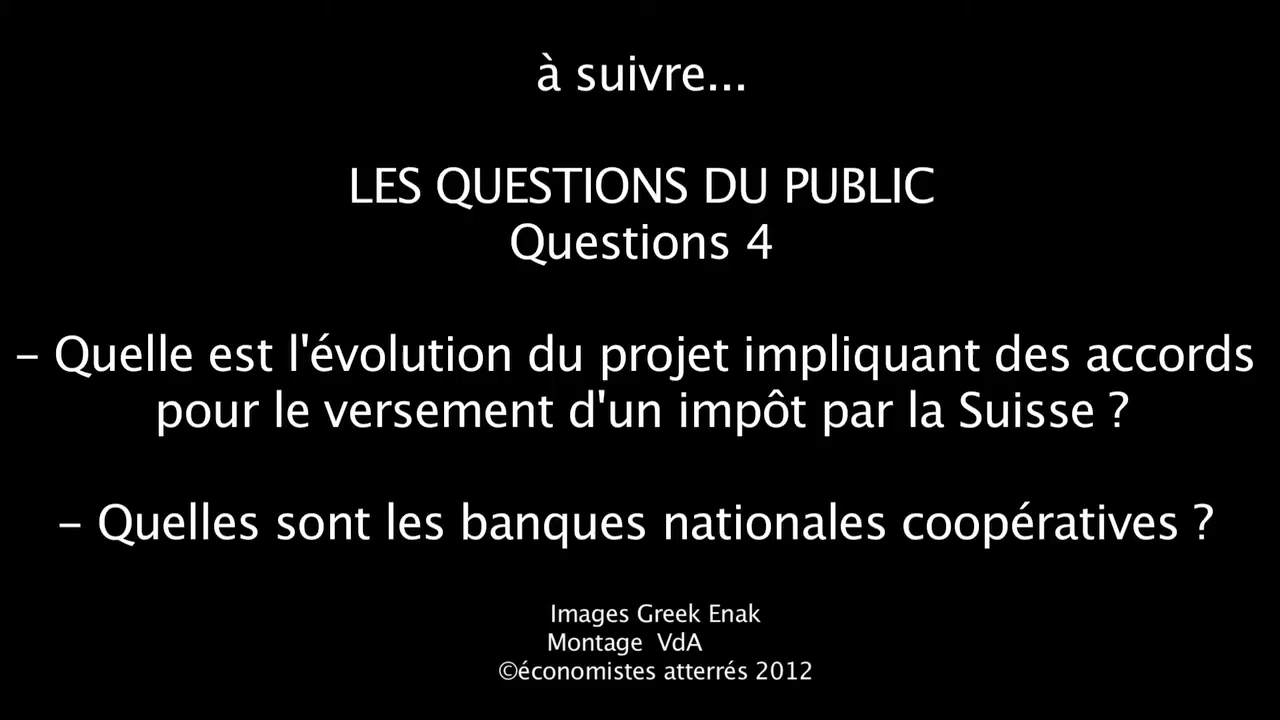 à suivre...
LES QUESTIONS DU PUBLIC
Questions 4
- Quelle est l'évolution du projet impliquant des accords
pour le versement d'un impôt par la Suisse ?
- Quelles sont les banques nationales coopératives ?
Images Greek Enak
Montage VdA
©économistes atterrés 2012